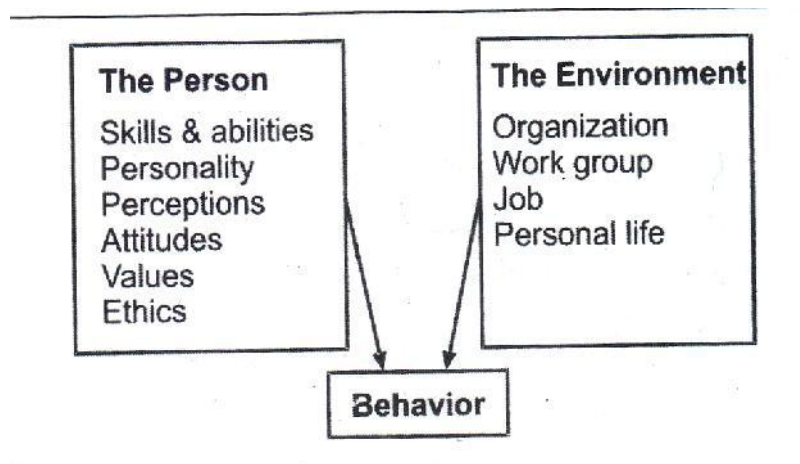 The Person
Skills & abilities
Personality
Perceptions
Attitudes
Values
Ethics
The Environment
Organization
Work group
Job
Personal life
Behavior